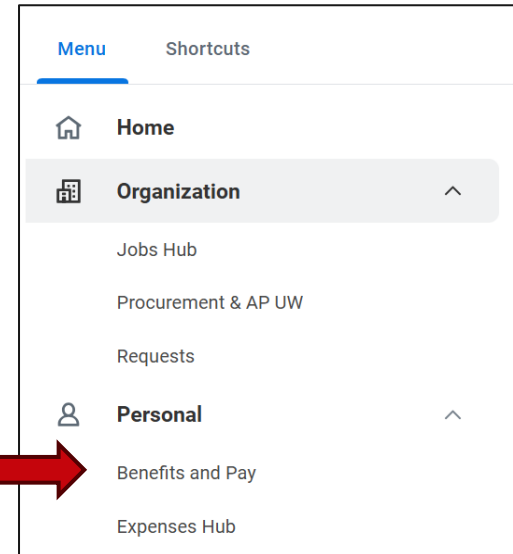 Menu Shortcuts
Home
Organization
Jobs Hub
Procurement & AP UW
Requests
Personal
Benefits and Pay
Expenses Hub